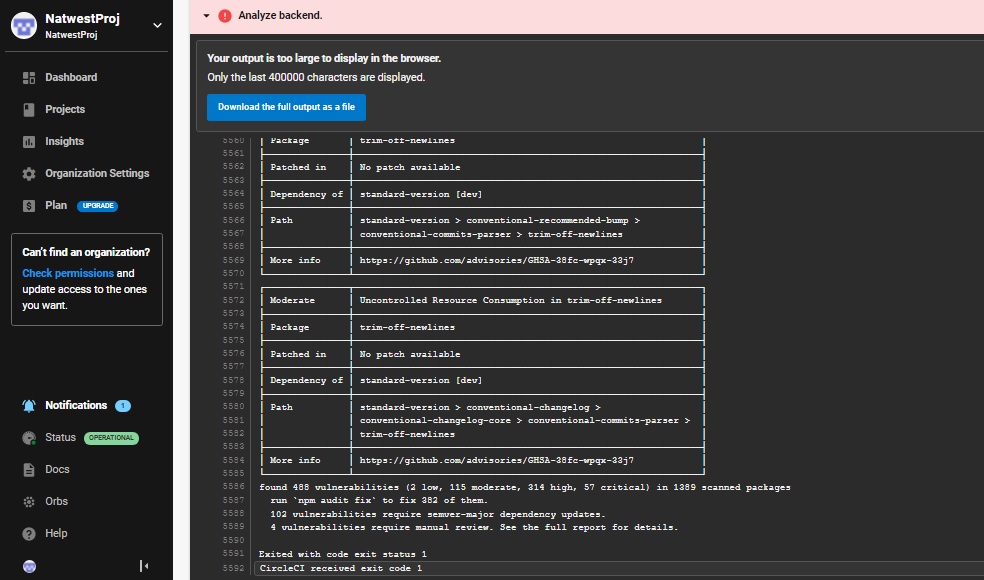 NatwestProj
NatwestProj
Dashboard
Projects
Insights
Organization Settings
Plan UPGRADE
Can't find an organization?
Check permissions and
update access to the ones
you want.
Notifications 1
Status OPERATIONAL
Docs
Orbs
Help
Analyze backend.
Your output is too large to display in the browser.
Only the last 400000 characters are displayed.
Download the full output as a file
5560 Package trim-off-newlines
5561
5562 Patched in No patch available
5563
5564 Dependency of standard-version [dev]
5565
5566 Path standard-version > conventional-recommended-bump >
5567 conventional-commits-parser > trim-off-newlines
5568
5569 More info https://github.com/advisories/GHSA-38fc-wpqx-33j7
5570
5571
5572 Moderate Uncontrolled Resource Consumption in trim-off-newlines
5573
5574 Package trim-off-newlines
5575
5576 Patched in No patch available
5577
5578 Dependency of standard-version [dev]
5579
5580 Path standard-version > conventional-changelog >
5581 conventional-changelog-core > conventional-commits-parser >
5582 trim-off-newlines
5583
5584 More info https://github.com/advisories/GHSA-38fc-wpqx-33j7
5585
5586 found 488 vulnerabilities (2 low, 115 moderate, 314 high, 57 critical) in 1389 scanned packages
5587 run `npm audit fix` to fix 382 of them.
5588 102 vulnerabilities require semver-major dependency updates.
5589 4 vulnerabilities require manual review. See the full report for details.
5590
5591 Exited with code exit status 1
5592 CircleCI received exit code 1